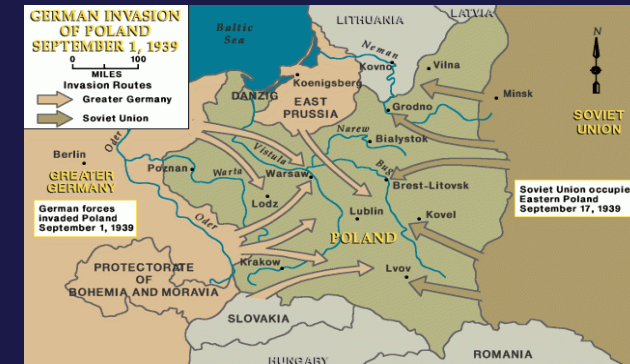 GERMAN INVASION
OF POLAND
SEPTEMBER 1, 1939
0 100
MILES
Invasion Routes
Greater Germany
Soviet Union
Baltic
Sea
LITHUANIA
LATVIA
N
Neman
Kovno
Vilna
Koenigsberg
DANZIG
EAST
PRUSSIA
Grodno
Minsk
SOVIET
UNION
Oder
Berlin
GREATER
GERMANY
Poznan
Warta
Vistula
Narew
Bialystok
Warsaw
Bug
Brest-Litovsk
Soviet Union occupie
Eastern Poland
September 17, 1939
German forces
invaded Poland
September 1, 1939
Oder
Lodz
Lublin
Kovel
POLAND
PROTECTORATE
OF
BOHEMIA AND MORAVIA
Krakow
Lvov
SLOVAKIA
HUNGARY
ROMANIA